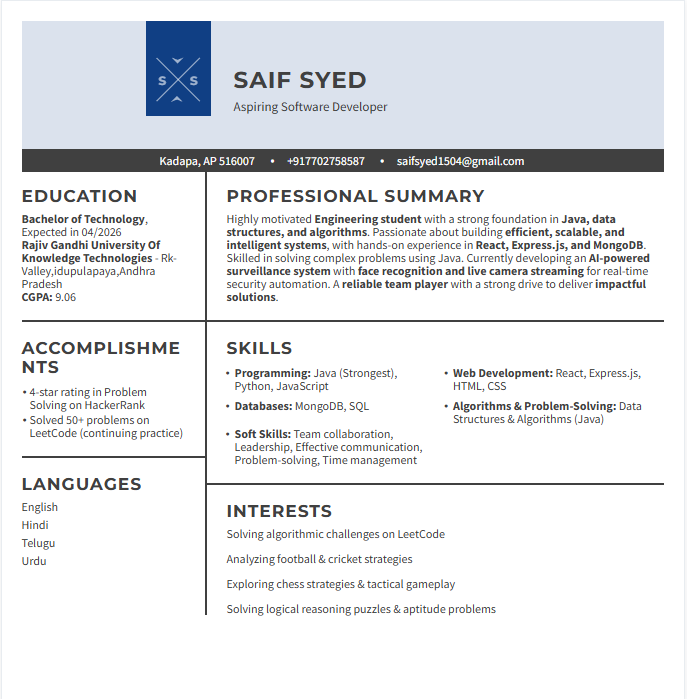 S S
SAIF SYED
Aspiring Software Developer
Kadapa, AP 516007 • +917702758587 • saifsyed1504@gmail.com
EDUCATION
Bachelor of Technology,
Expected in 04/2026
Rajiv Gandhi University Of
Knowledge Technologies - Rk-
Valley,idupulapaya,Andhra
Pradesh
CGPA: 9.06
ACCOMPLISHME
NTS
• 4-star rating in Problem
Solving on HackerRank
• Solved 50+ problems on
LeetCode (continuing practice)
LANGUAGES
English
Hindi
Telugu
Urdu
PROFESSIONAL SUMMARY
Highly motivated Engineering student with a strong foundation in Java, data
structures, and algorithms. Passionate about building efficient, scalable, and
intelligent systems, with hands-on experience in React, Express.js, and MongoDB.
Skilled in solving complex problems using Java. Currently developing an AI-powered
surveillance system with face recognition and live camera streaming for real-time
security automation. A reliable team player with a strong drive to deliver impactful
solutions.
SKILLS
• Programming: Java (Strongest),
Python, JavaScript
• Web Development: React, Express.js,
HTML, CSS
• Databases: MongoDB, SQL
• Algorithms & Problem-Solving: Data
Structures & Algorithms (Java)
• Soft Skills: Team collaboration,
Leadership, Effective communication,
Problem-solving, Time management
INTERESTS
Solving algorithmic challenges on LeetCode
Analyzing football & cricket strategies
Exploring chess strategies & tactical gameplay
Solving logical reasoning puzzles & aptitude problems